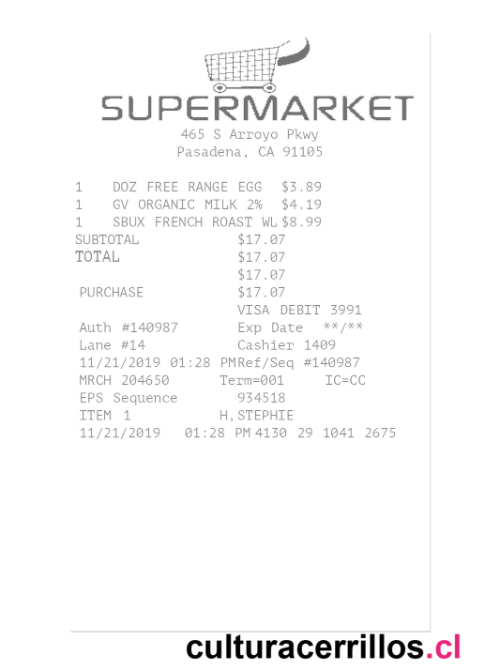 SUPERMARKET
465 S Arroyo Pkwy
Pasadena, CA 91105
1 DOZ FREE RANGE EGG $3.89
1 GV ORGANIC MILK 2% $4.19
1 SBUX FRENCH ROAST WL $8.99
SUBTOTAL $17.07
TOTAL $17.07
$17.07
PURCHASE $17.07
VISA DEBIT 3991
Auth #140987 Exp Date **/**
Lane #14 Cashier 1409
11/21/2019 01:28 PM Ref/Seq #140987
MRCH 204650 Term=001 IC=CC
EPS Sequence 934518
ITEM 1 H,STEPHIE
11/21/2019 01:28 PM 4130 29 1041 2675
culturacerrillos.cl